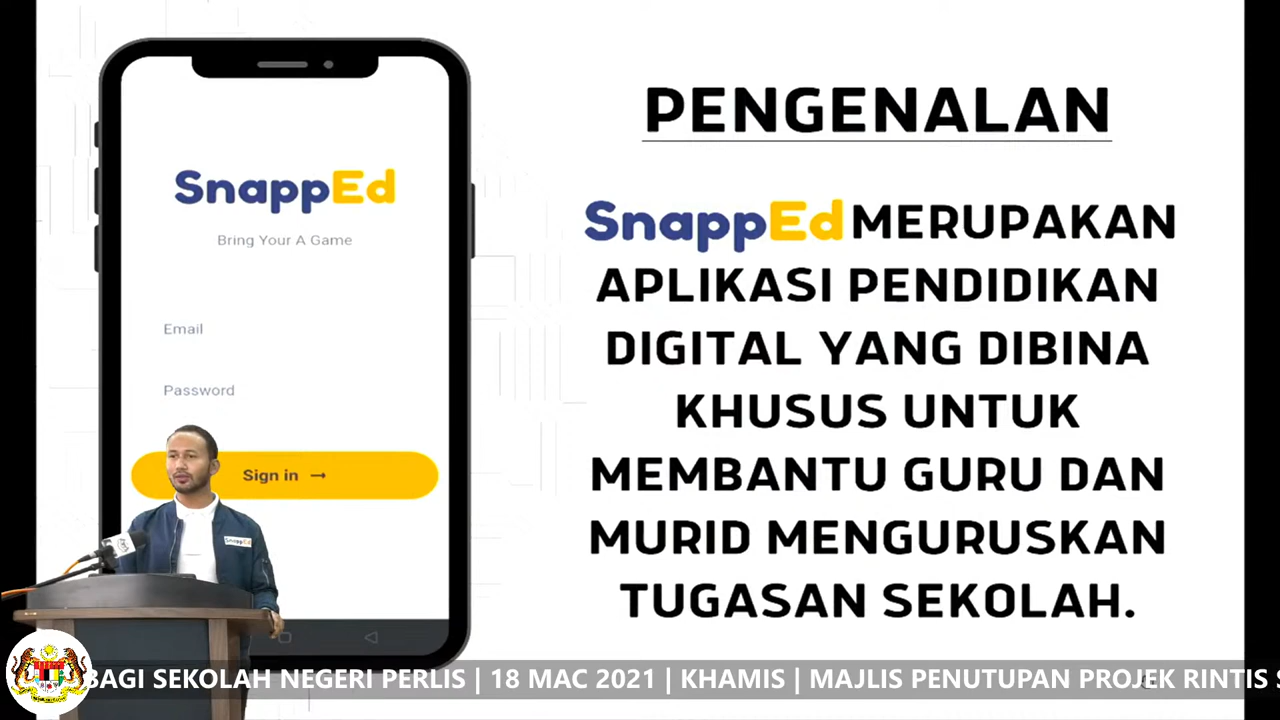 SnappEd
Bring Your A Game
Email
Password
Sign in →
PENGENALAN
SnappEd MERUPAKAN
APLIKASI PENDIDIKAN
DIGITAL YANG DIBINA
KHUSUS UNTUK
MEMBANTU GURU DAN
MURID MENGURUSKAN
TUGASAN SEKOLAH.
SnappEd
BAGI SEKOLAH NEGERI PERLIS | 18 MAC 2021 | KHAMIS | MAJLIS PENUTUPAN PROJEK RINTIS